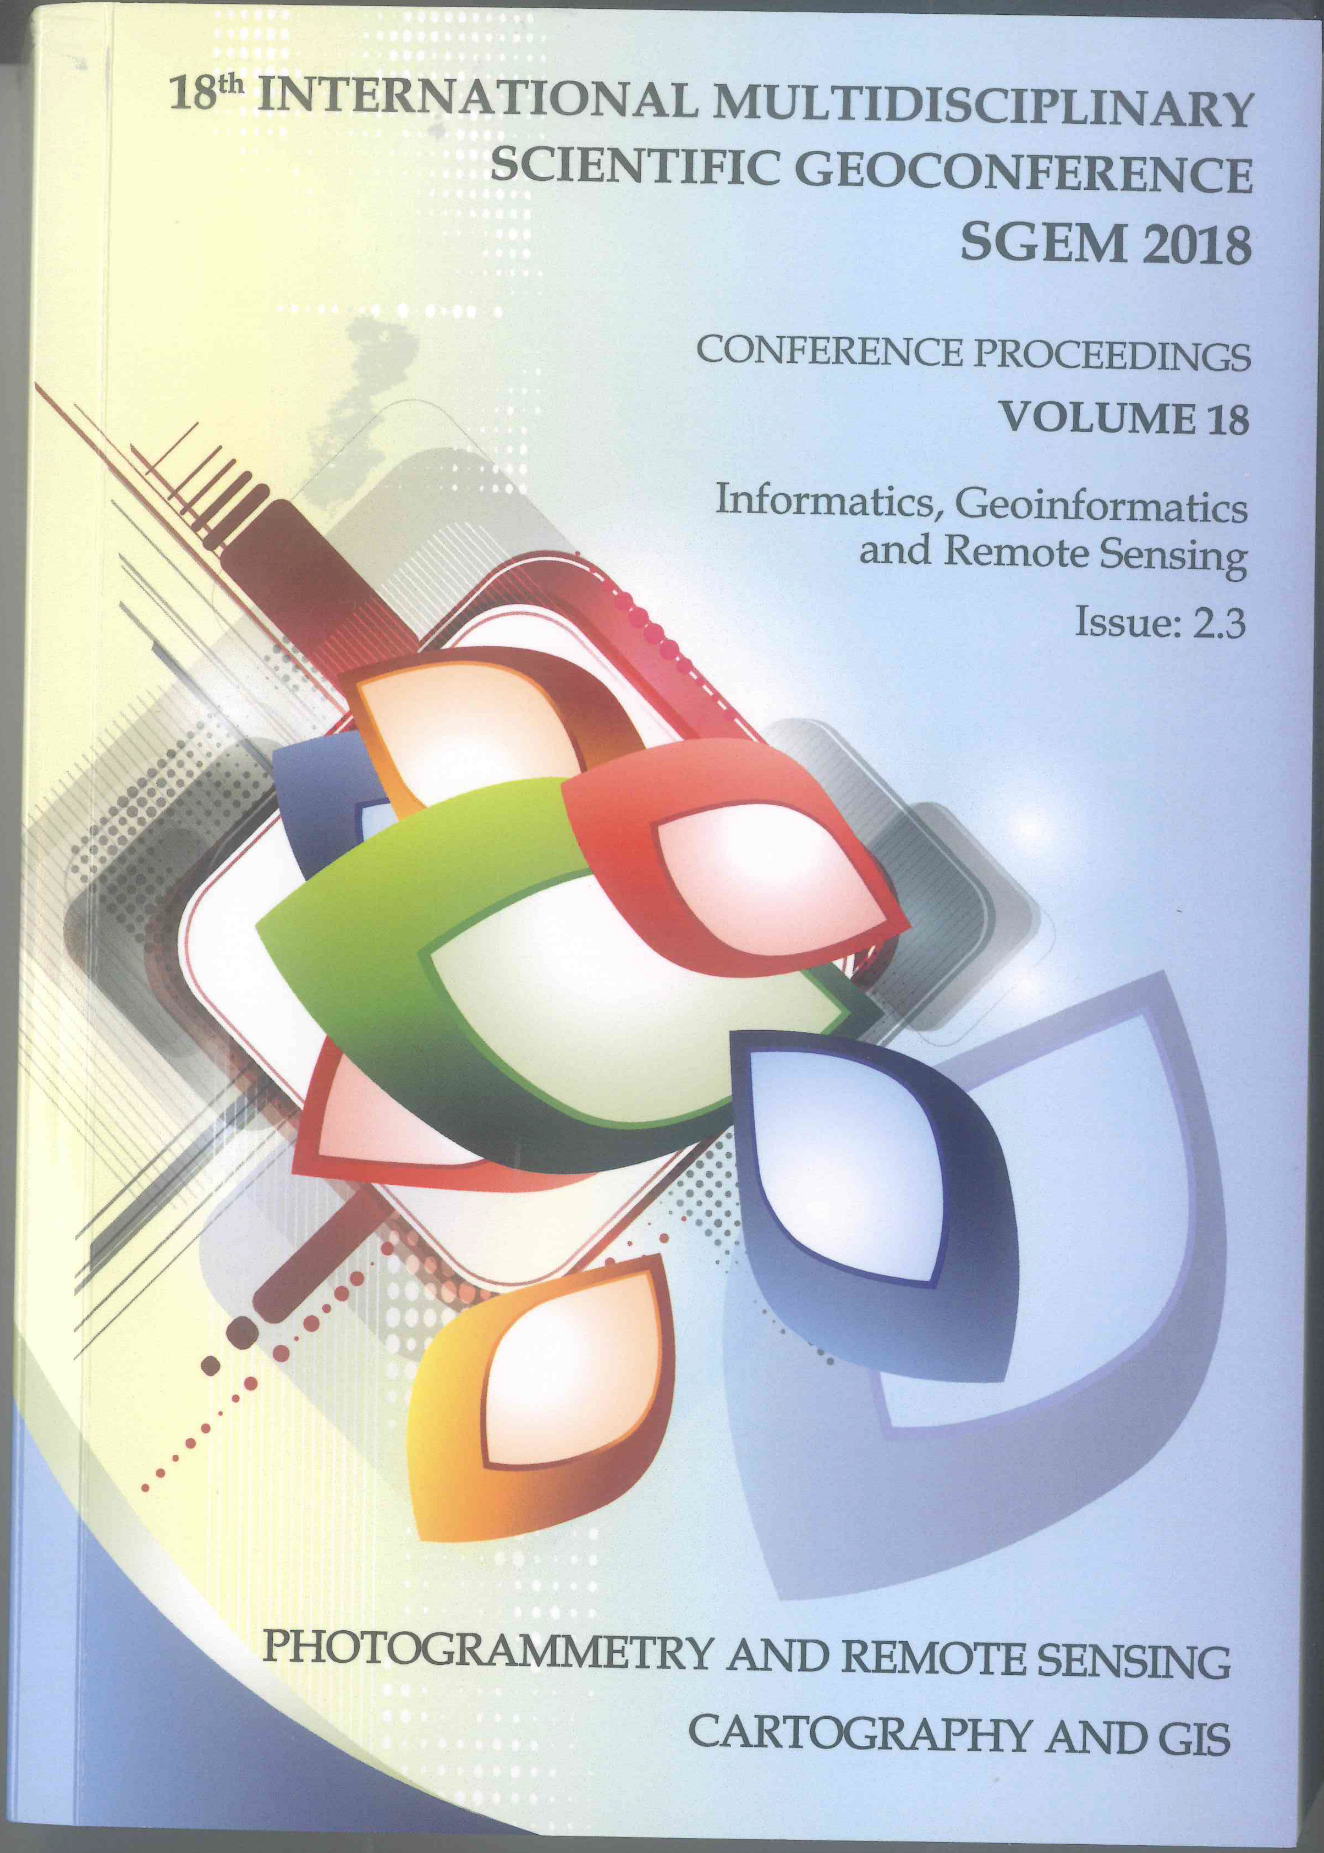 18th INTERNATIONAL MULTIDISCIPLINARY
SCIENTIFIC GEOCONFERENCE
SGEM 2018
CONFERENCE PROCEEDINGS
VOLUME 18
Informatics, Geoinformatics
and Remote Sensing
Issue: 2.3
PHOTOGRAMMETRY AND REMOTE SENSING
CARTOGRAPHY AND GIS